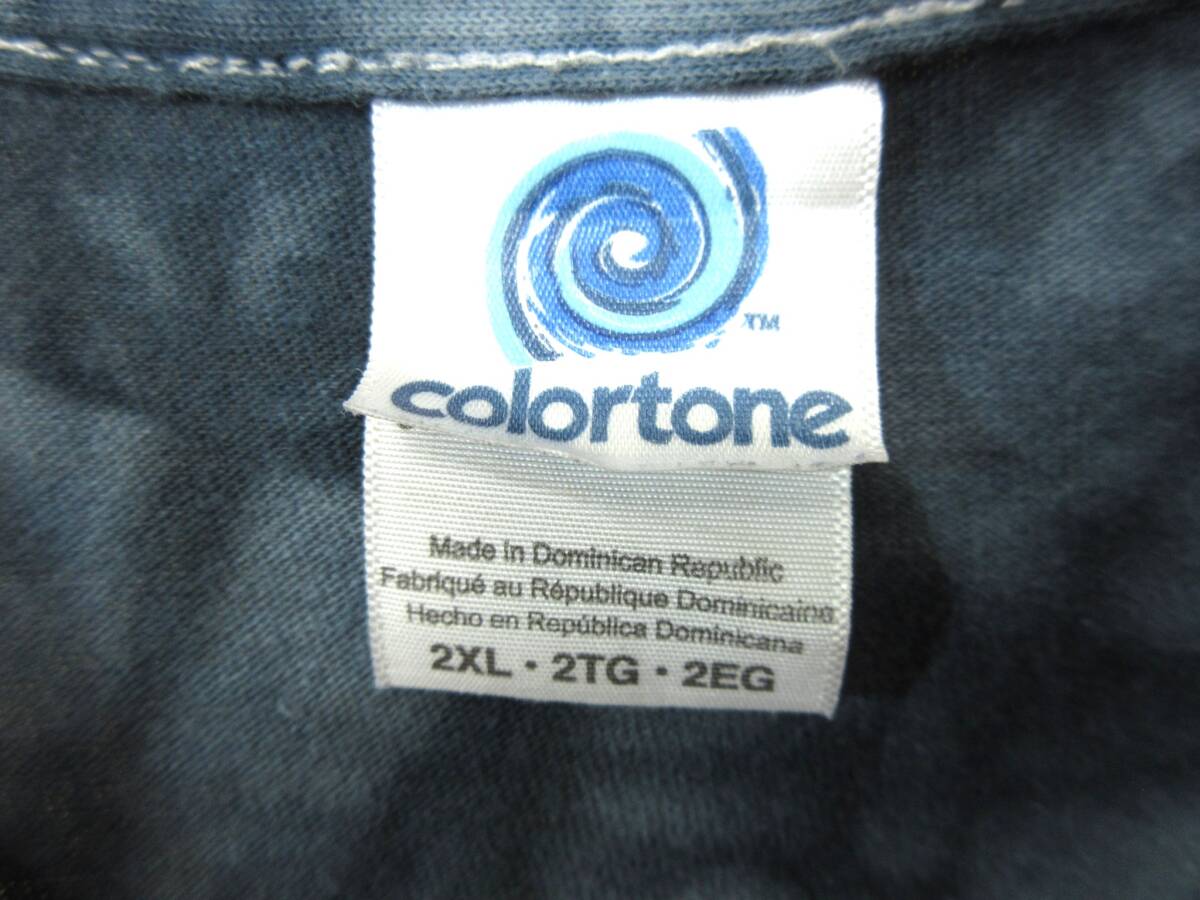 TM
colortone
Made in Dominican Republic
Fabriqué au République Dominicaine
Hecho en República Dominicana
2XL · 2TG · 2EG